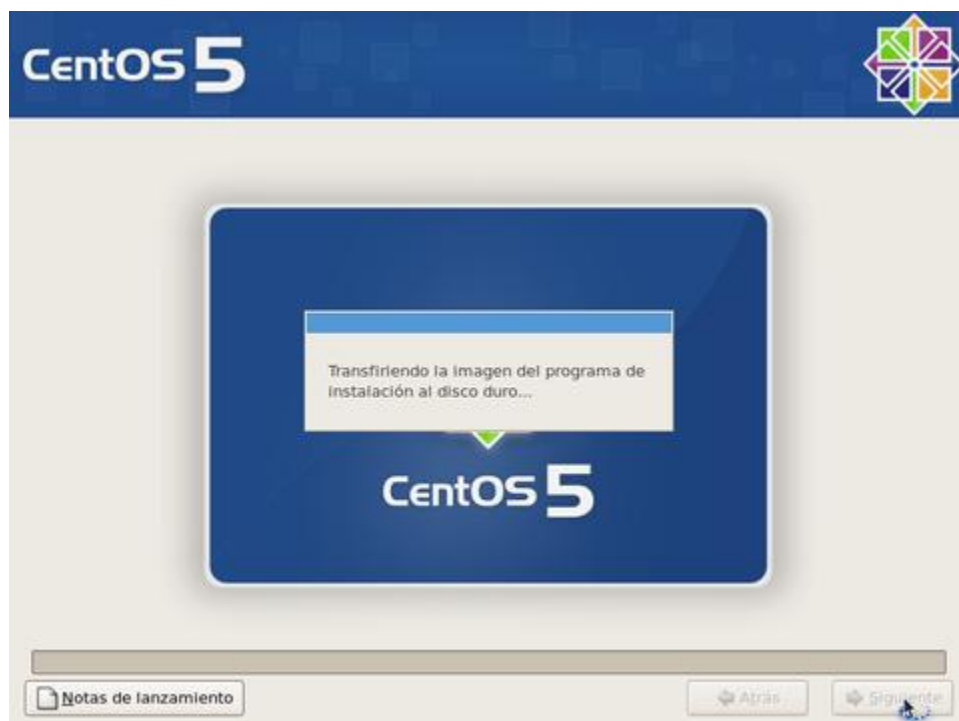 CentOS 5
Transfiriendo la imagen del programa de
instalación al disco duro...
CentOS 5
Notas de lanzamiento
Atrás
Siguiente